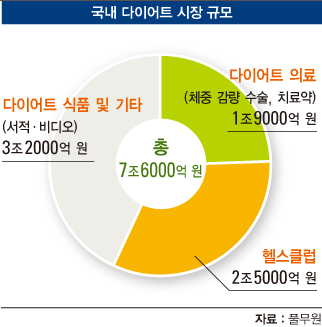 국내 다이어트 시장 규모
다이어트 의료
(체중 감량 수술, 치료약)
1조9000억 원
다이어트 식품 및 기타
(서적·비디오)
3조2000억 원
총
7조6000억 원
헬스클럽
2조5000억 원
자료 : 풀무원